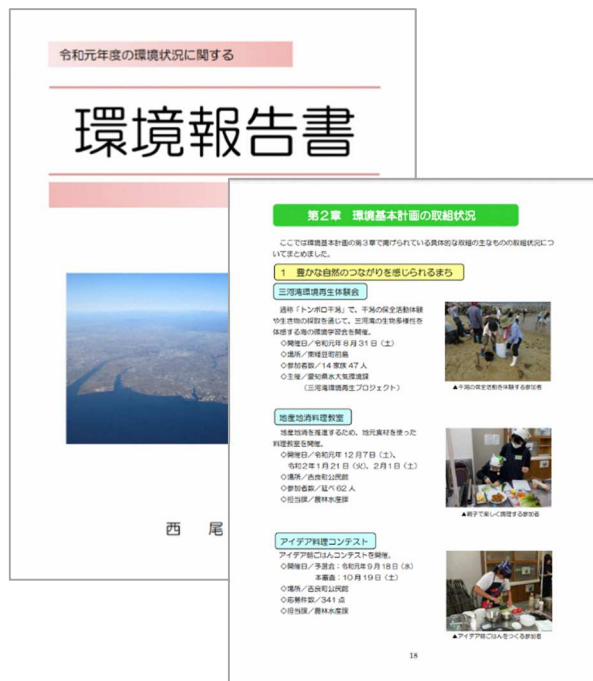 令和元年度の環境状況に関する
環境報告書
西　尾
第２章　環境基本計画の取組状況
ここでは環境基本計画の第３章で掲げられている具体的な取組の主なものの取組状況につ
いてまとめました。
１　豊かな自然のつながりを感じられるまち
三河湾環境再生体験会
通称「トンボロ干潟」で、干潟の保全活動体験
や生き物の採取を通じて、三河湾の生物多様性を
体感する海の環境学習会を開催。
◇開催日／令和元年８月３１日（土）
◇場所／東幡豆町前島
◇参加者数／１４家族４７人
◇主催／愛知県水大気環境課
（三河湾環境再生プロジェクト）
▲干潟の保全活動を体験する参加者
地産地消料理教室
地産地消を推進するため、地元食材を使った
料理教室を開催。
◇開催日／令和元年１２月７日（土）、
令和２年１月２１日（火）、２月１日（土）
◇場所／吉良町公民館
◇参加者数／延べ６２人
◇担当課／農林水産課
▲親子で楽しく調理する参加者
アイデア料理コンテスト
アイデア朝ごはんコンテストを開催。
◇開催日／予選会：令和元年９月１８日（水）
本審査：１０月１９日（土）
◇場所／吉良町公民館
◇応募件数／３４１点
◇担当課／農林水産課
▲アイデア朝ごはんをつくる参加者
18